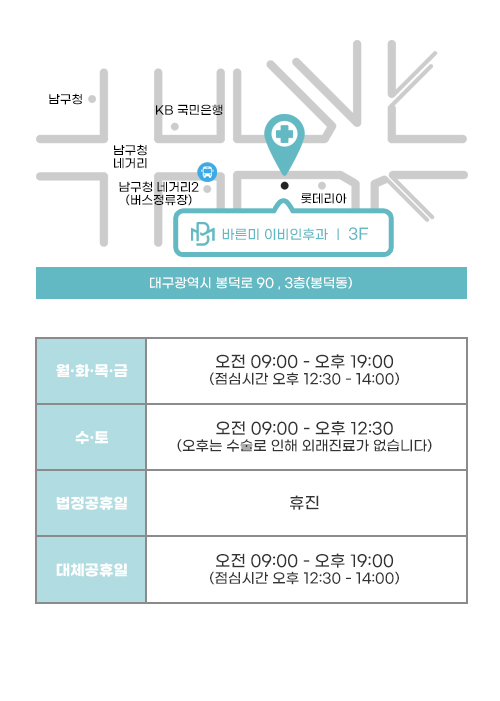 남구청
KB 국민은행
남구청
네거리
남구청 네거리2
(버스정류장)
롯데리아
BM 바른미 이비인후과 | 3F
대구광역시 봉덕로 90 , 3층(봉덕동)
월·화·목·금
오전 09:00 - 오후 19:00
(점심시간 오후 12:30 - 14:00)
수·토
오전 09:00 - 오후 12:30
(오후는 수술로 인해 외래진료가 없습니다)
법정공휴일
휴진
대체공휴일
오전 09:00 - 오후 19:00
(점심시간 오후 12:30 - 14:00)